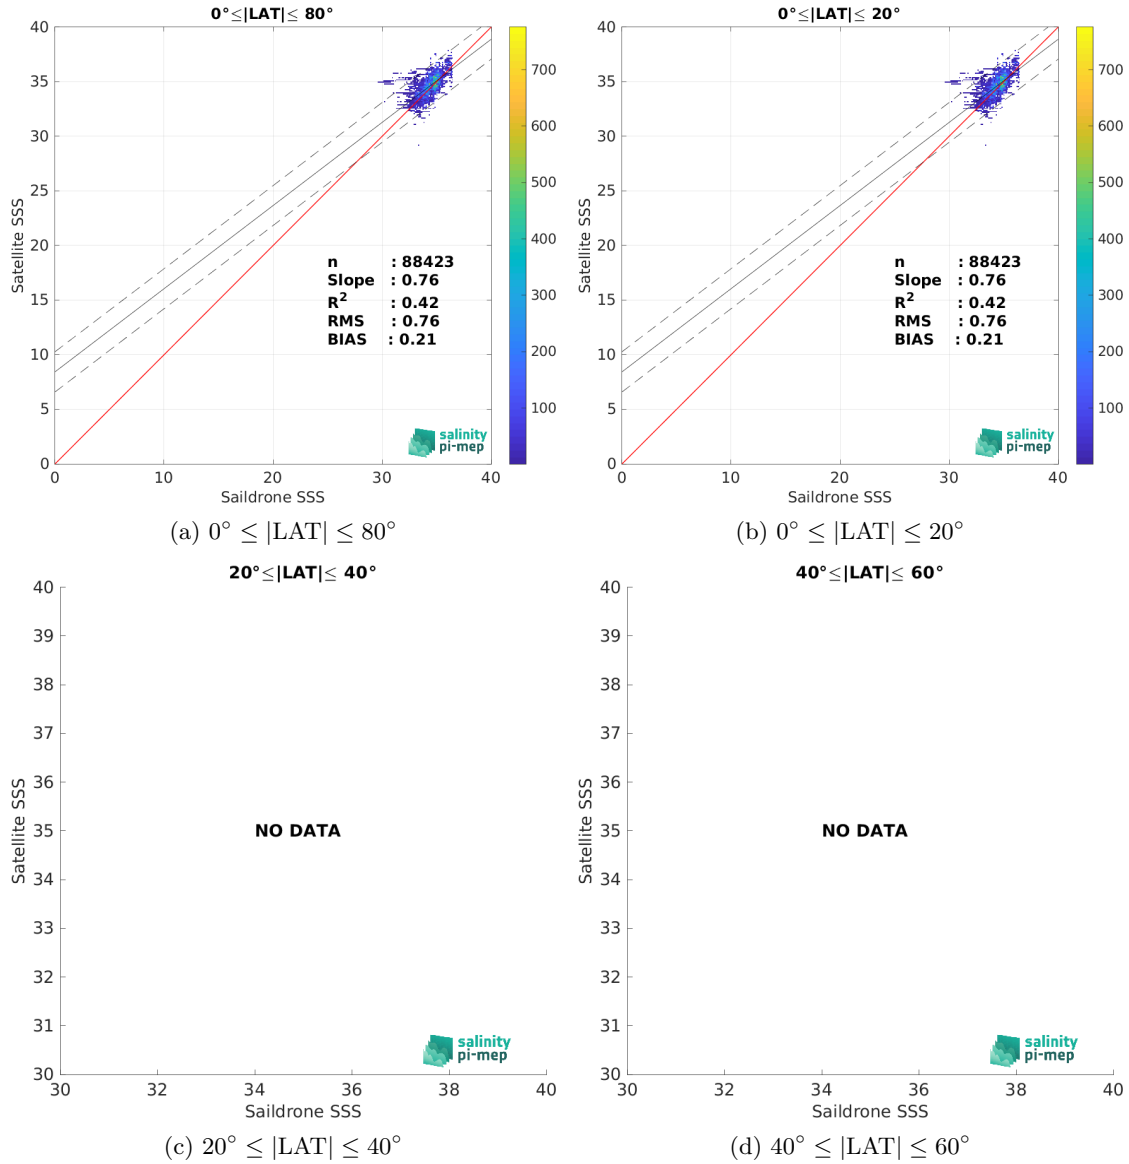 0°≤|LAT|≤ 80°
40
35
30
25
20
15
10
5
0
0
10
20
30
40
Satellite SSS
Saildrone SSS
n : 88423
Slope : 0.76
R² : 0.42
RMS : 0.76
BIAS : 0.21
salinity
pi-mep
700
600
500
400
300
200
100
(a) 0° ≤ |LAT| ≤ 80°
0°≤|LAT|≤ 20°
40
35
30
25
20
15
10
5
0
0
10
20
30
40
Satellite SSS
Saildrone SSS
n : 88423
Slope : 0.76
R² : 0.42
RMS : 0.76
BIAS : 0.21
salinity
pi-mep
700
600
500
400
300
200
100
(b) 0° ≤ |LAT| ≤ 20°
20°≤|LAT|≤ 40°
40
39
38
37
36
35
34
33
32
31
30
30
32
34
36
38
40
Satellite SSS
Saildrone SSS
NO DATA
salinity
pi-mep
(c) 20° ≤ |LAT| ≤ 40°
40°≤|LAT|≤ 60°
40
39
38
37
36
35
34
33
32
31
30
30
32
34
36
38
40
Satellite SSS
Saildrone SSS
NO DATA
salinity
pi-mep
(d) 40° ≤ |LAT| ≤ 60°